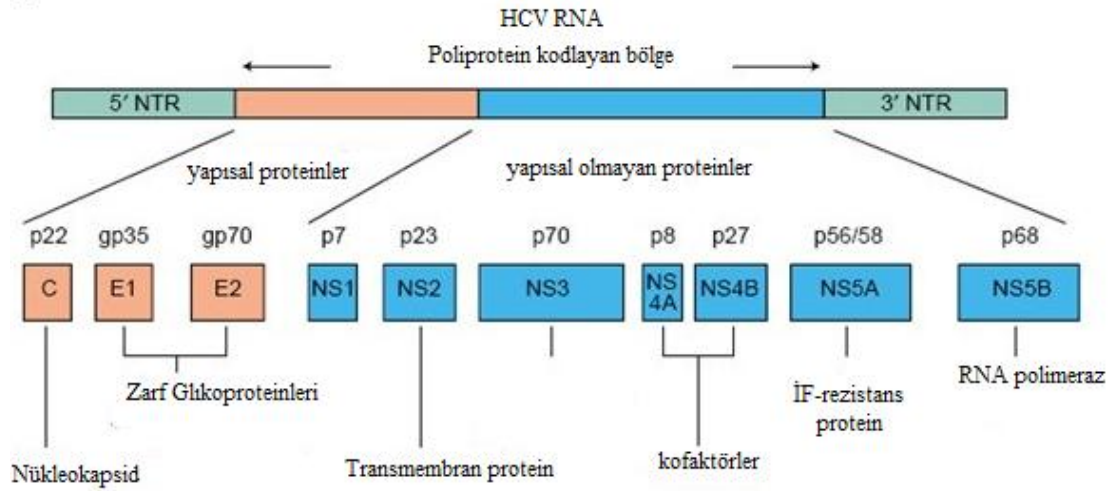 HCV RNA
Poliprotein kodlayan bölge
5′ NTR
3′ NTR
yapısal proteinler
yapısal olmayan proteinler
p22 gp35 gp70 p7 p23 p70 p8 p27 p56/58 p68
C E1 E2 NS1 NS2 NS3 NS 4A NS4B NS5A NS5B
Zarf Glıkoproteinleri
İF-rezistans
protein
RNA polimeraz
Nükleokapsid
Transmembran protein
kofaktörler